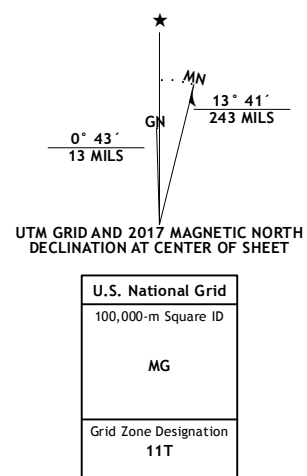 ★
MN
GN
13° 41´
243 MILS
0° 43´
13 MILS
UTM GRID AND 2017 MAGNETIC NORTH
DECLINATION AT CENTER OF SHEET
U.S. National Grid
100,000-m Square ID
MG
Grid Zone Designation
11T